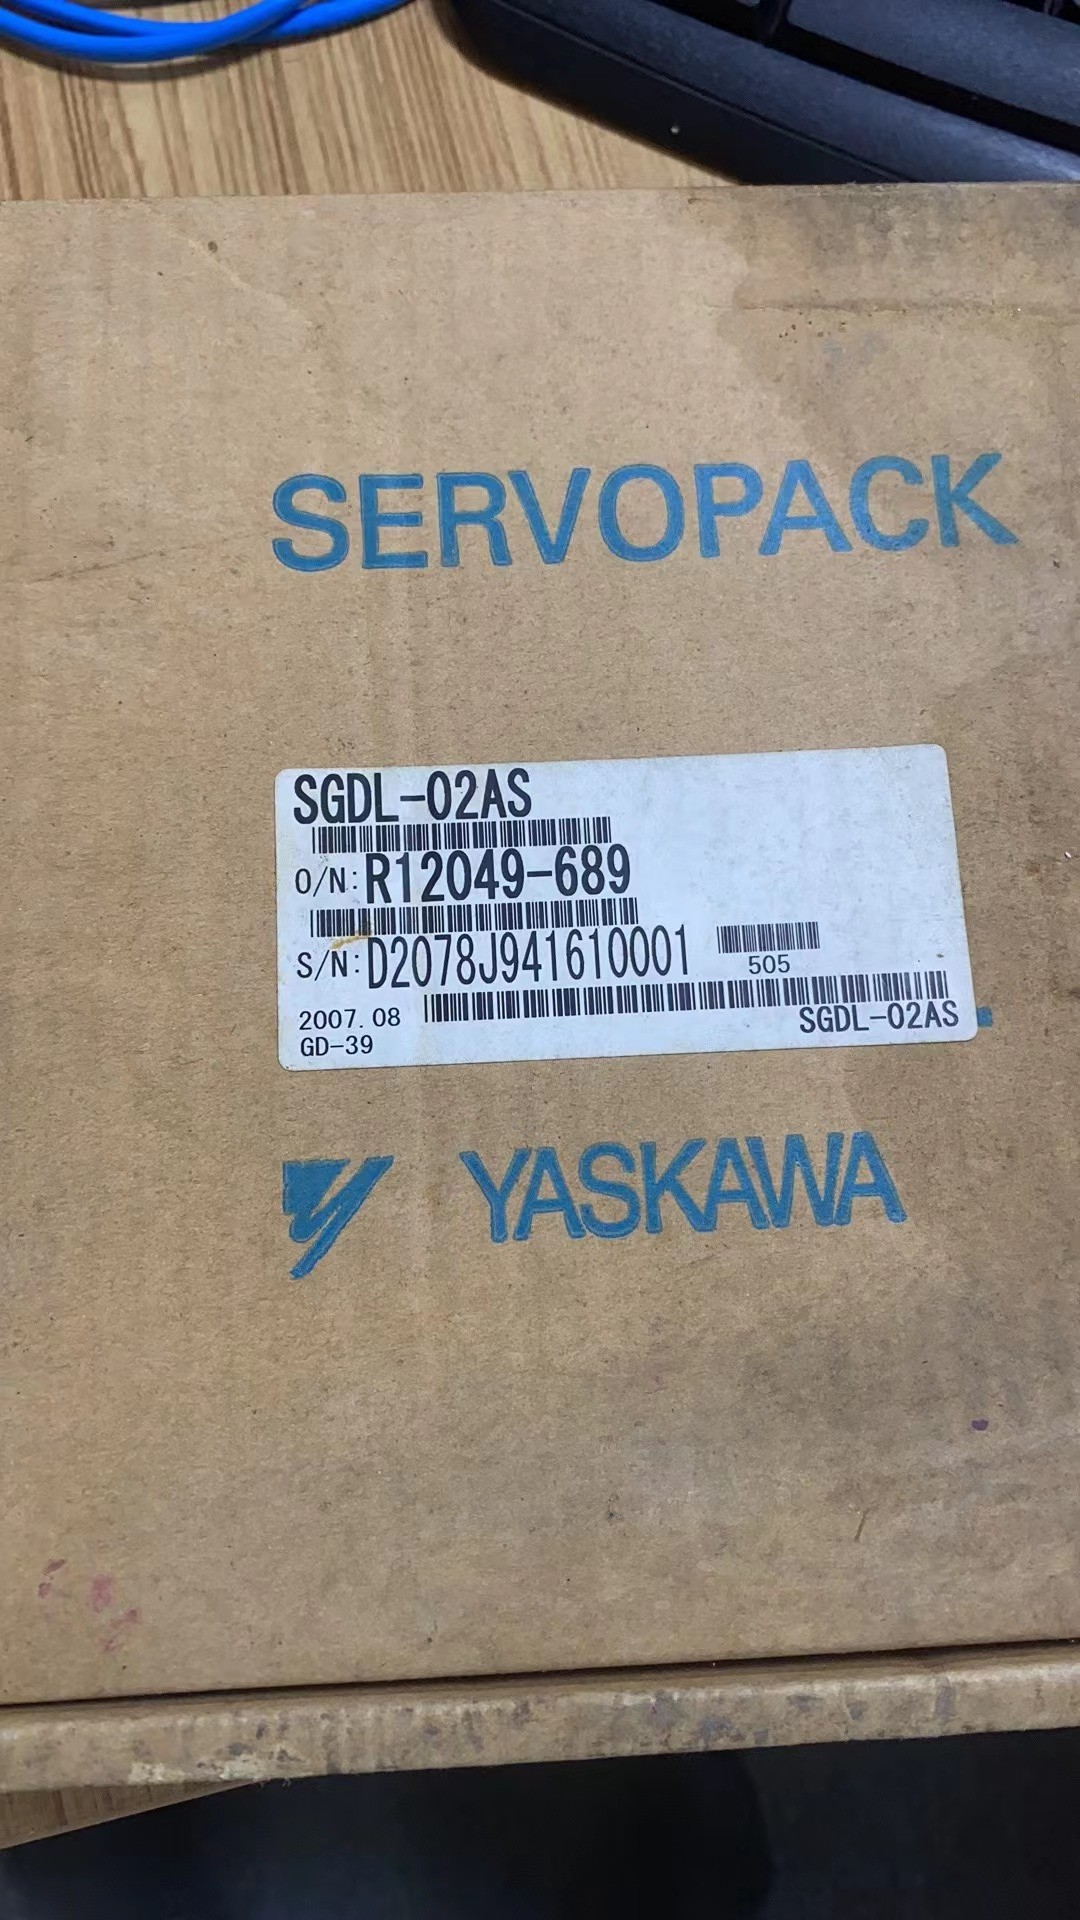 SERVOPACK
SGDL-02AS
O/N: R12049-689
S/N: D2078J941610001
505
2007.08
SGDL-02AS
GD-39
YASKAWA